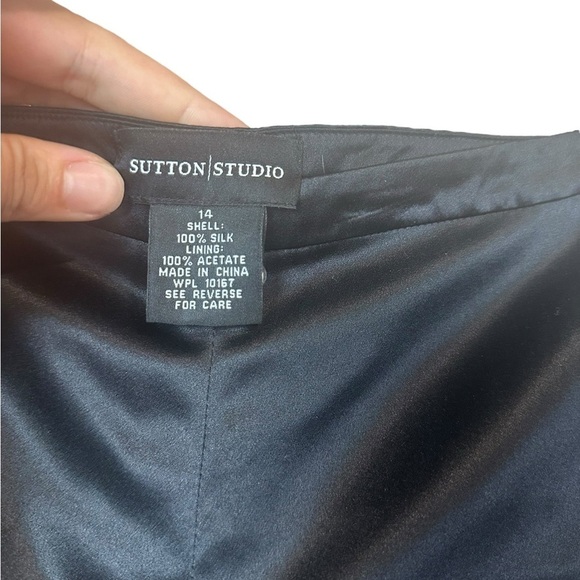 SUTTON|STUDIO
14
SHELL:
100% SILK
LINING:
100% ACETATE
MADE IN CHINA
WPL 10167
SEE REVERSE
FOR CARE